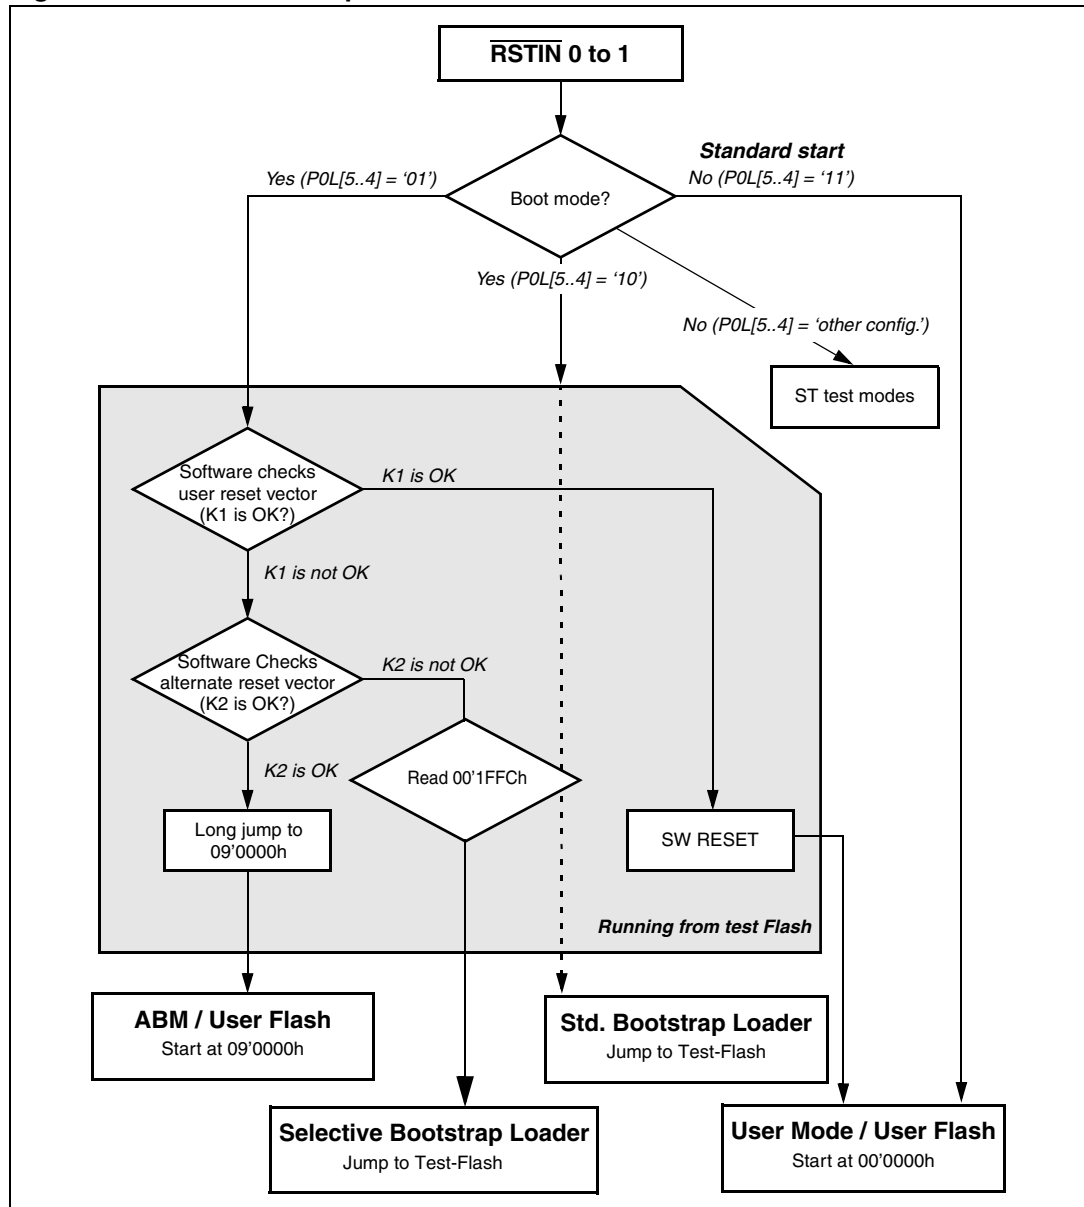 RSTIN 0 to 1
Standard start
Yes (P0L[5..4] = ‘01’)
No (P0L[5..4] = ‘11’)
Boot mode?
Yes (P0L[5..4] = ‘10’)
No (P0L[5..4] = ‘other config.’)
ST test modes
Software checks
user reset vector
(K1 is OK?)
K1 is OK
K1 is not OK
Software Checks
alternate reset vector
(K2 is OK?)
K2 is not OK
K2 is OK
Read 00’1FFCh
Long jump to
09’0000h
SW RESET
Running from test Flash
ABM / User Flash
Start at 09’0000h
Std. Bootstrap Loader
Jump to Test-Flash
Selective Bootstrap Loader
Jump to Test-Flash
User Mode / User Flash
Start at 00’0000h